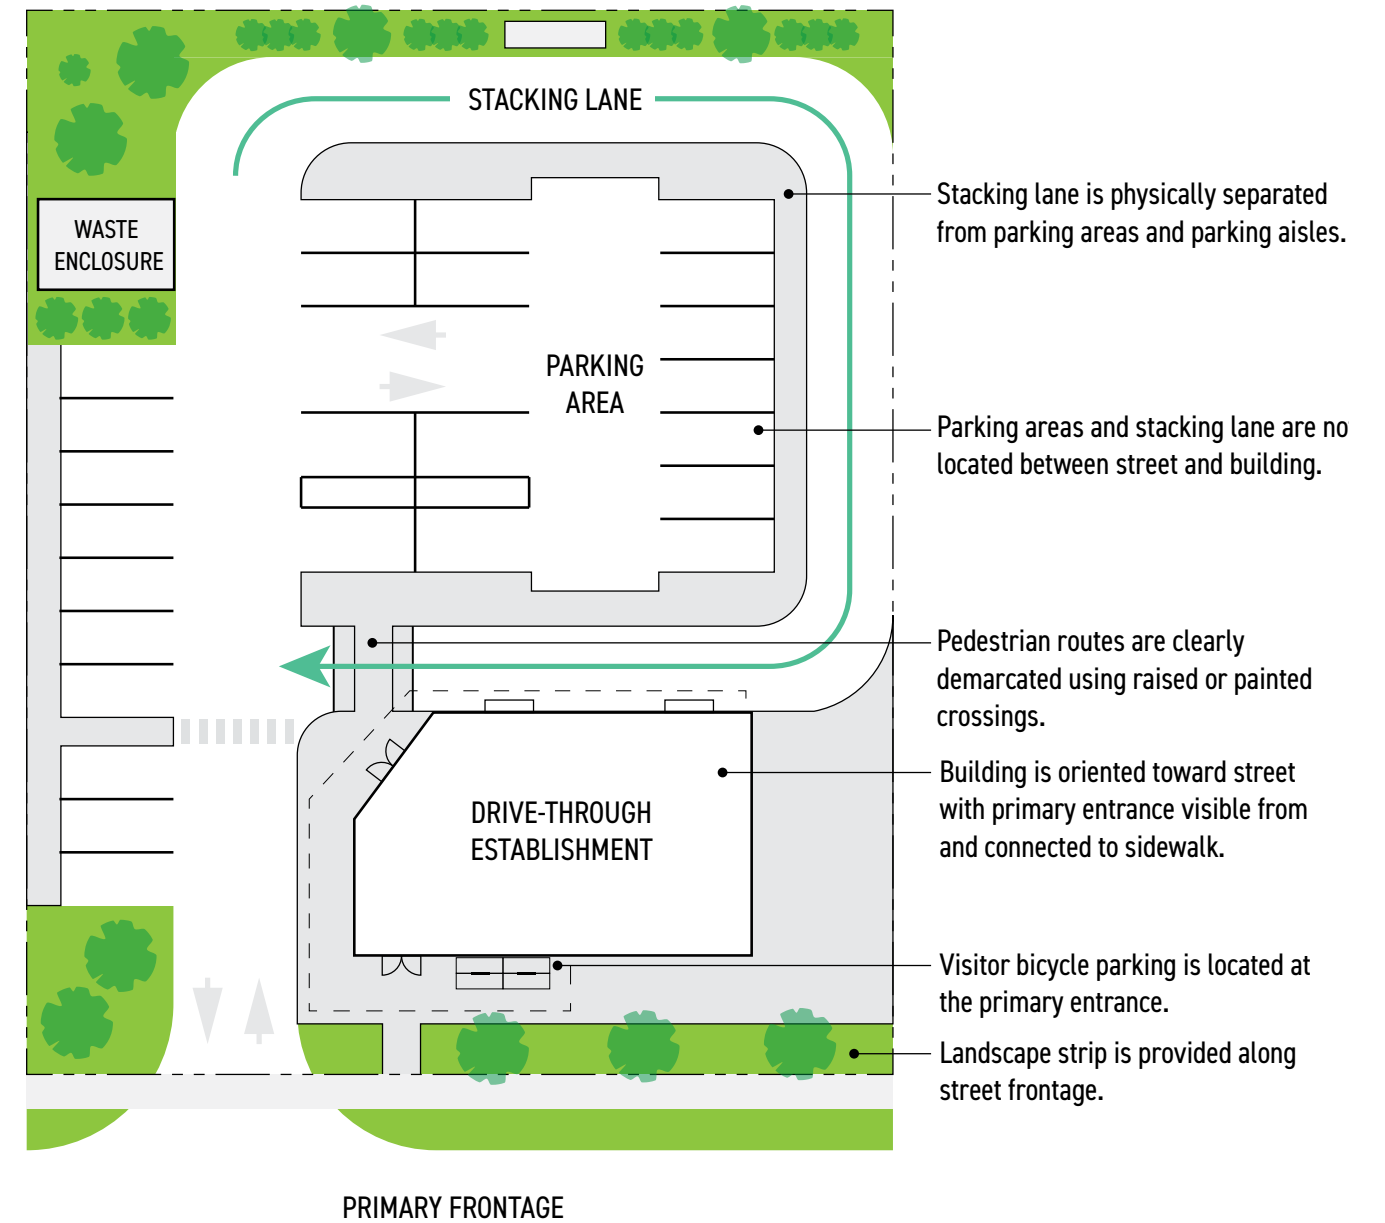 STACKING LANE
WASTE
ENCLOSURE
PARKING
AREA
DRIVE-THROUGH
ESTABLISHMENT
Stacking lane is physically separated
from parking areas and parking aisles.
Parking areas and stacking lane are no
located between street and building.
Pedestrian routes are clearly
demarcated using raised or painted
crossings.
Building is oriented toward street
with primary entrance visible from
and connected to sidewalk.
Visitor bicycle parking is located at
the primary entrance.
Landscape strip is provided along
street frontage.
PRIMARY FRONTAGE